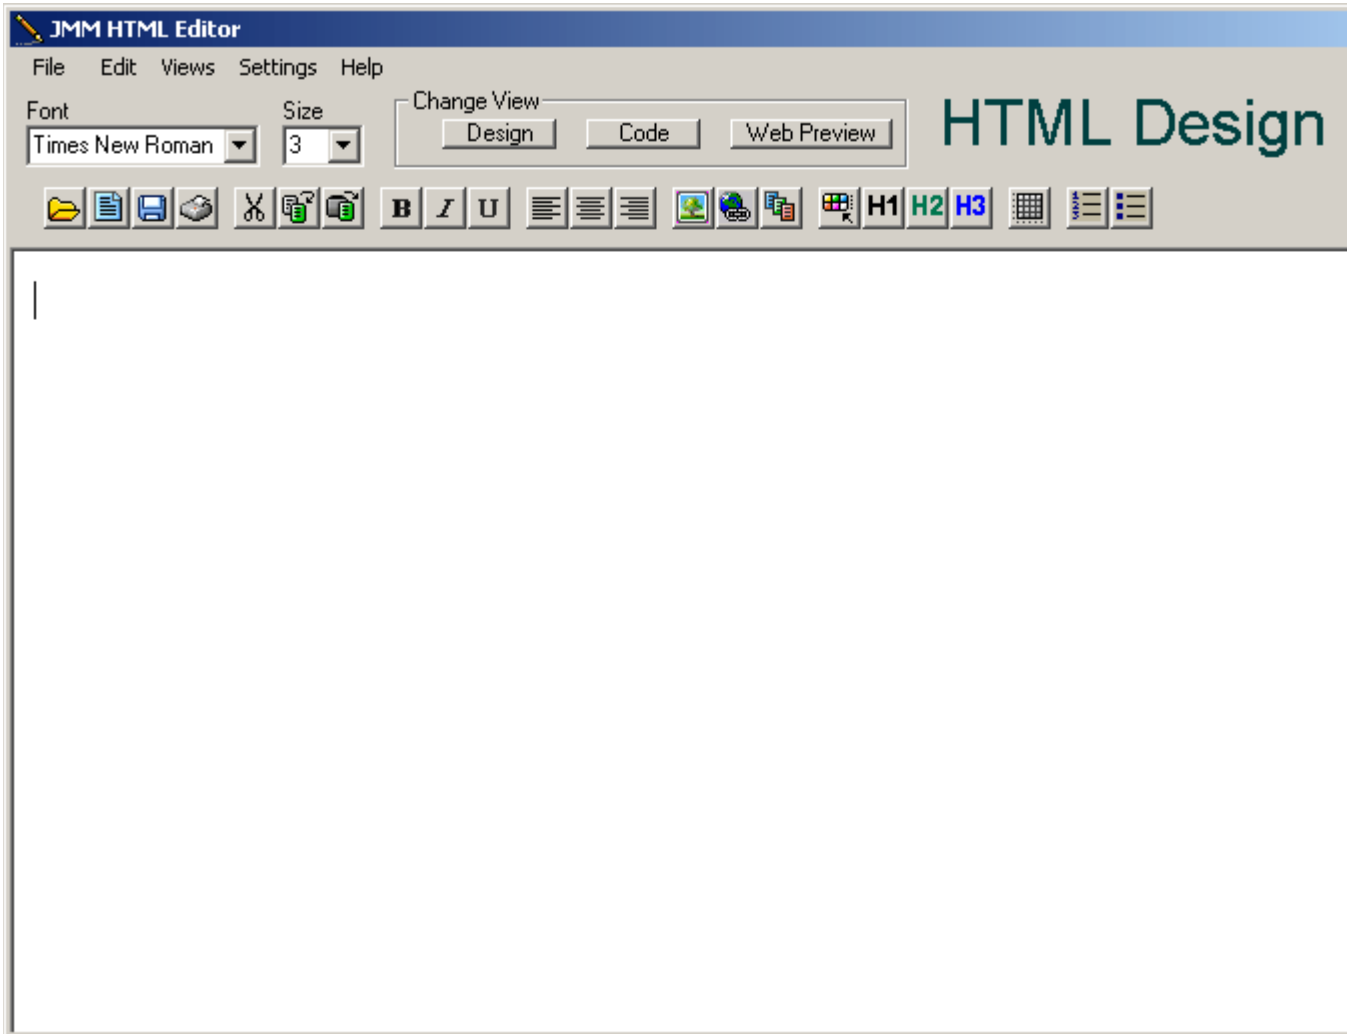 JMM HTML Editor
File Edit Views Settings Help
Font Size Change View
Times New Roman 3 Design Code Web Preview
HTML Design
B I U H1 H2 H3